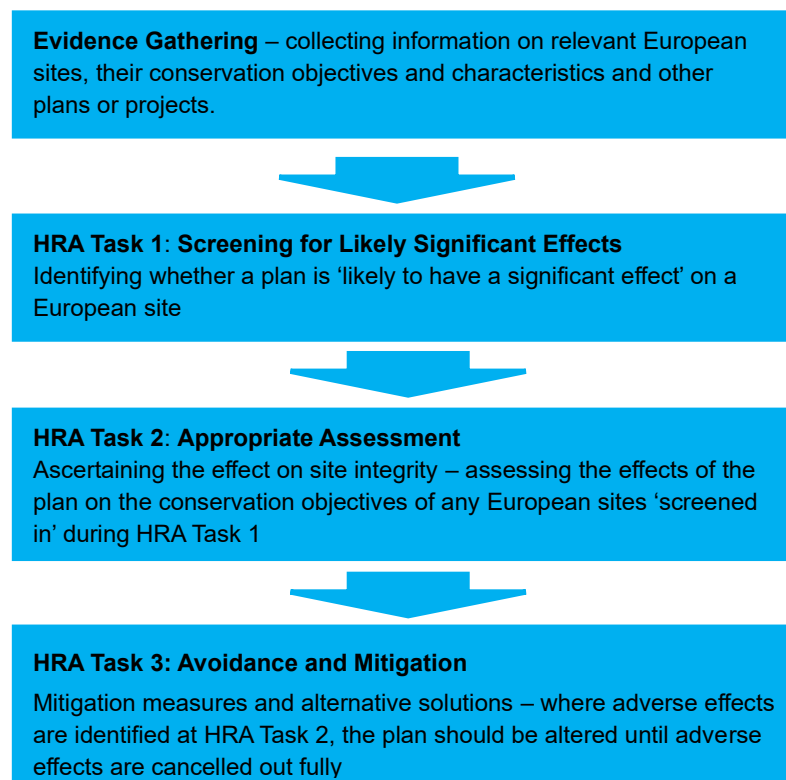 Evidence Gathering – collecting information on relevant European
sites, their conservation objectives and characteristics and other
plans or projects.
HRA Task 1: Screening for Likely Significant Effects
Identifying whether a plan is ‘likely to have a significant effect’ on a
European site
HRA Task 2: Appropriate Assessment
Ascertaining the effect on site integrity – assessing the effects of the
plan on the conservation objectives of any European sites ‘screened
in’ during HRA Task 1
HRA Task 3: Avoidance and Mitigation
Mitigation measures and alternative solutions – where adverse effects
are identified at HRA Task 2, the plan should be altered until adverse
effects are cancelled out fully